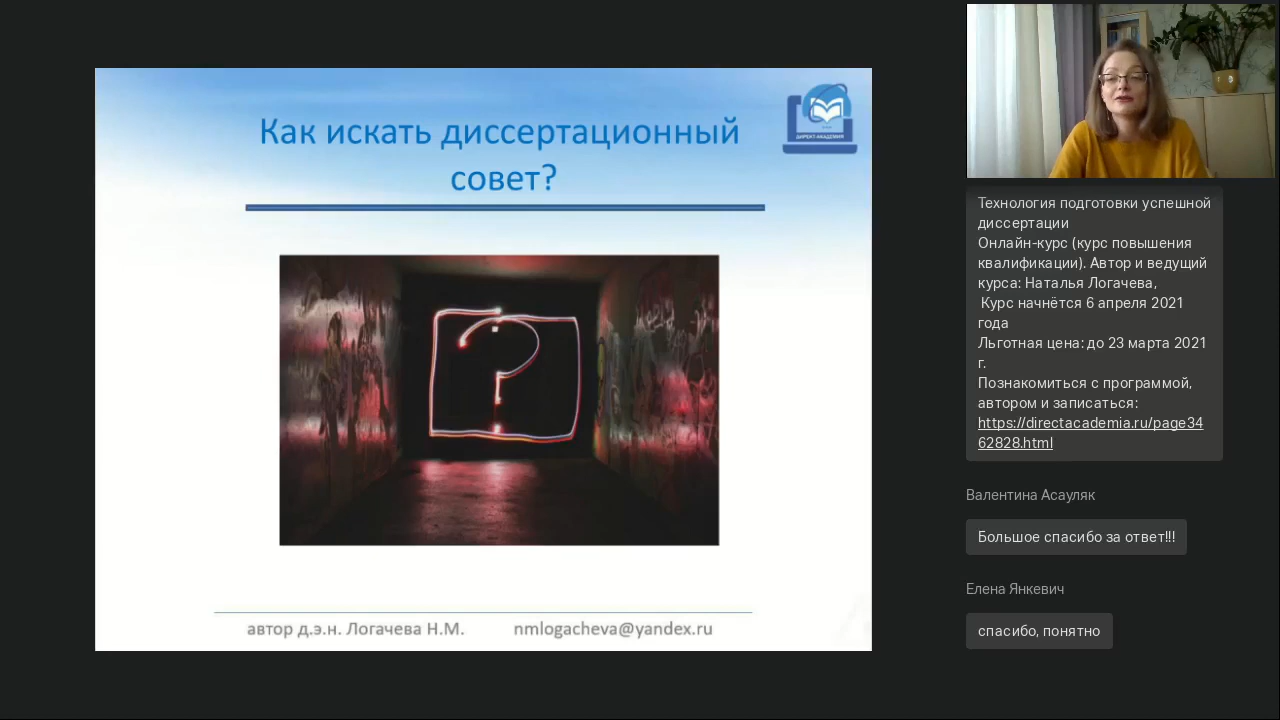 Как искать диссертационный
совет?
ДИРЕКТ АКАДЕМИЯ
автор д.э.н. Логачева Н.М.
nmlogacheva@yandex.ru
Технология подготовки успешной
диссертации
Онлайн-курс (курс повышения
квалификации). Автор и ведущий
курса: Наталья Логачева,
Курс начнётся 6 апреля 2021
года
Льготная цена: до 23 марта 2021
г.
Познакомиться с программой,
автором и записаться:
https://directacademia.ru/page34
62828.html
Валентина Асауляк
Большое спасибо за ответ!!!
Елена Янкевич
спасибо, понятно